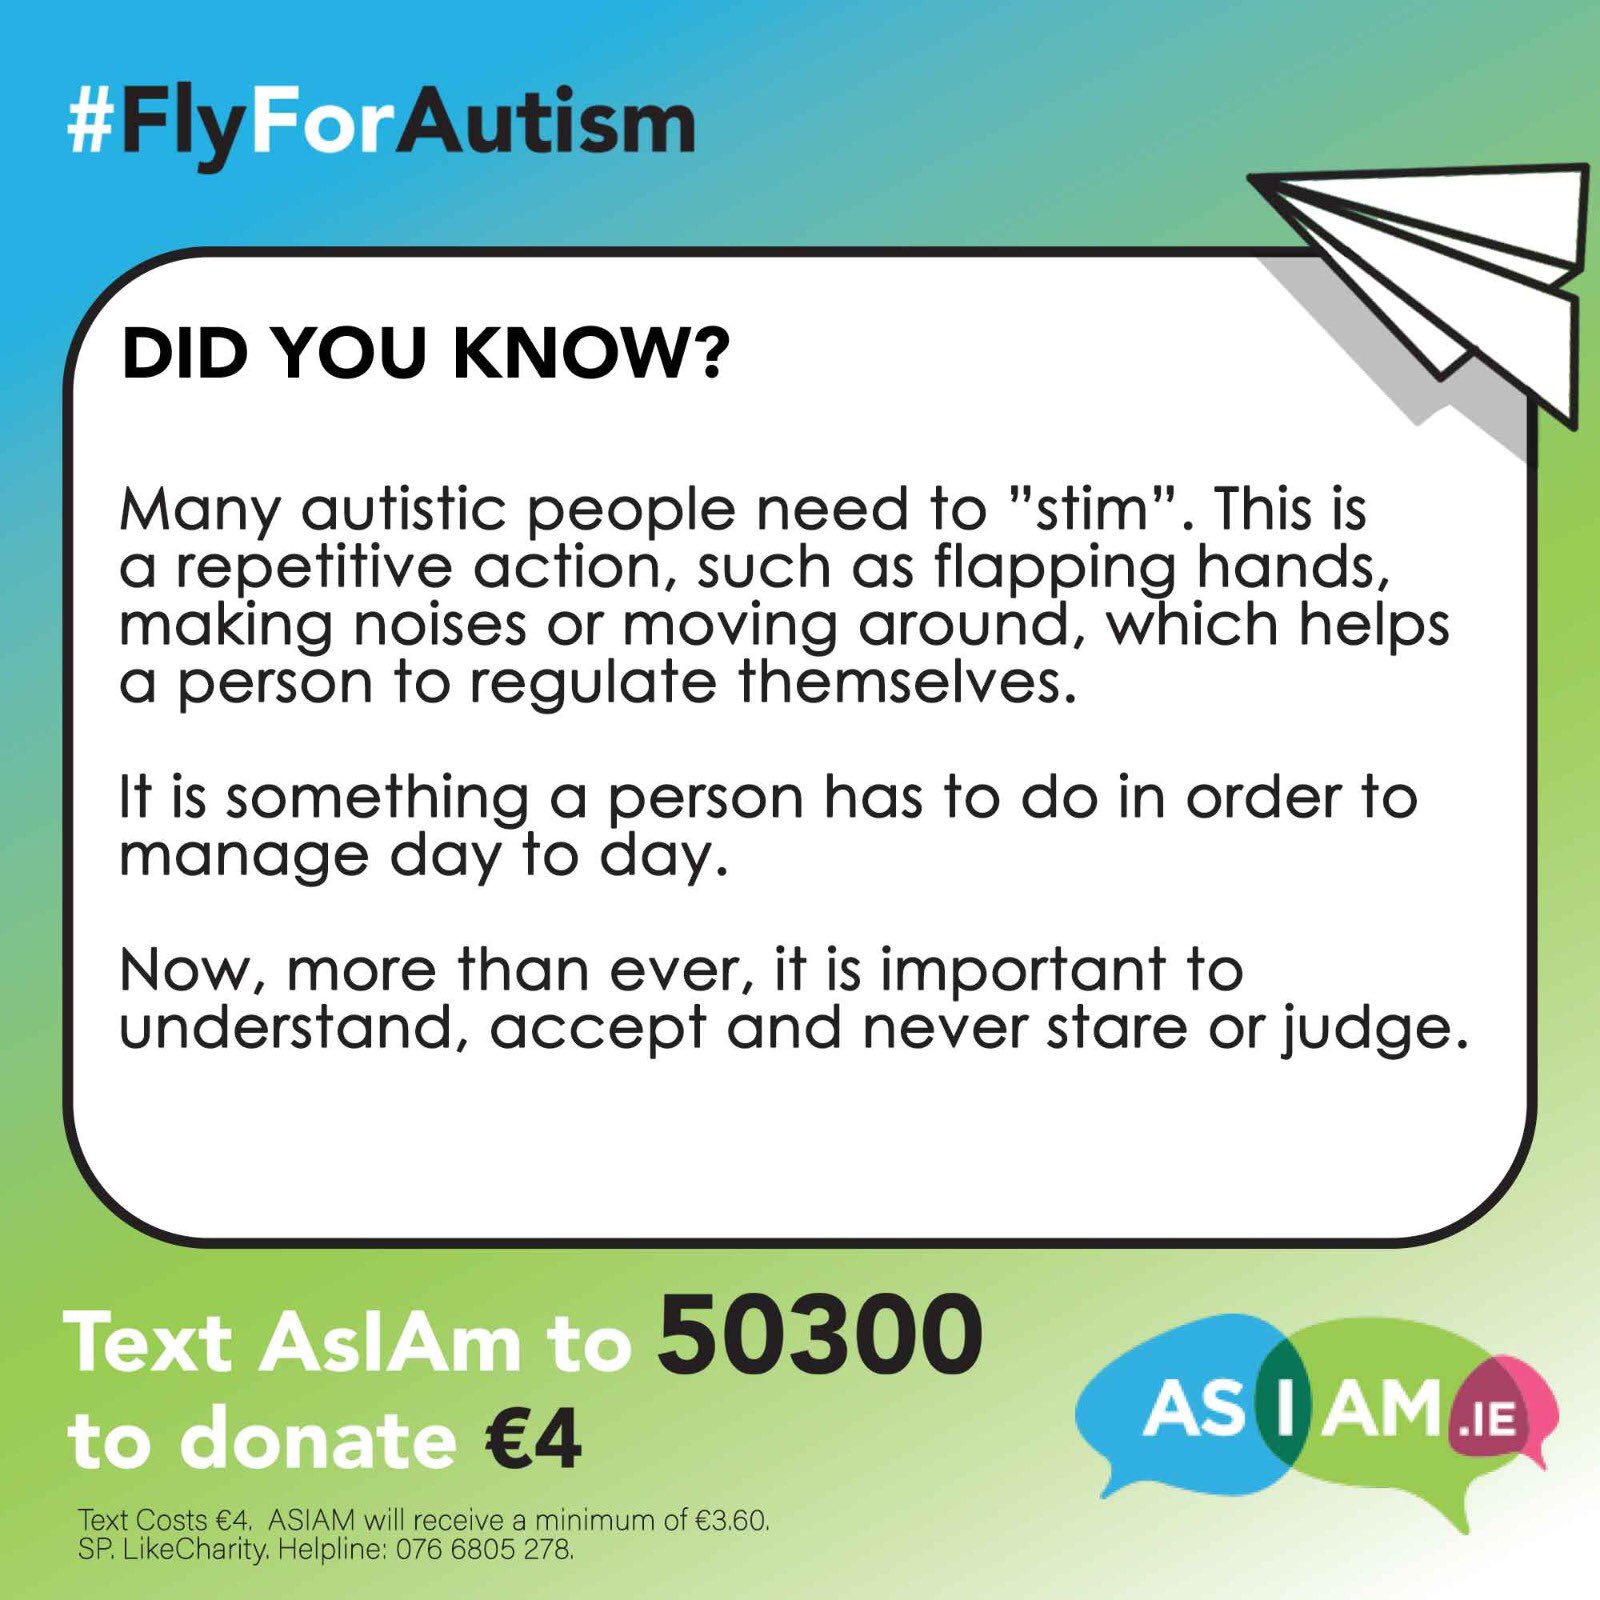 #FlyForAutism
DID YOU KNOW?
Many autistic people need to ”stim”. This is
a repetitive action, such as flapping hands,
making noises or moving around, which helps
a person to regulate themselves.
It is something a person has to do in order to
manage day to day.
Now, more than ever, it is important to
understand, accept and never stare or judge.
Text AsIAm to 50300
to donate €4
Text Costs €4. ASIAM will receive a minimum of €3.60.
SP. LikeCharity. Helpline: 076 6805 278.
AS I AM.IE